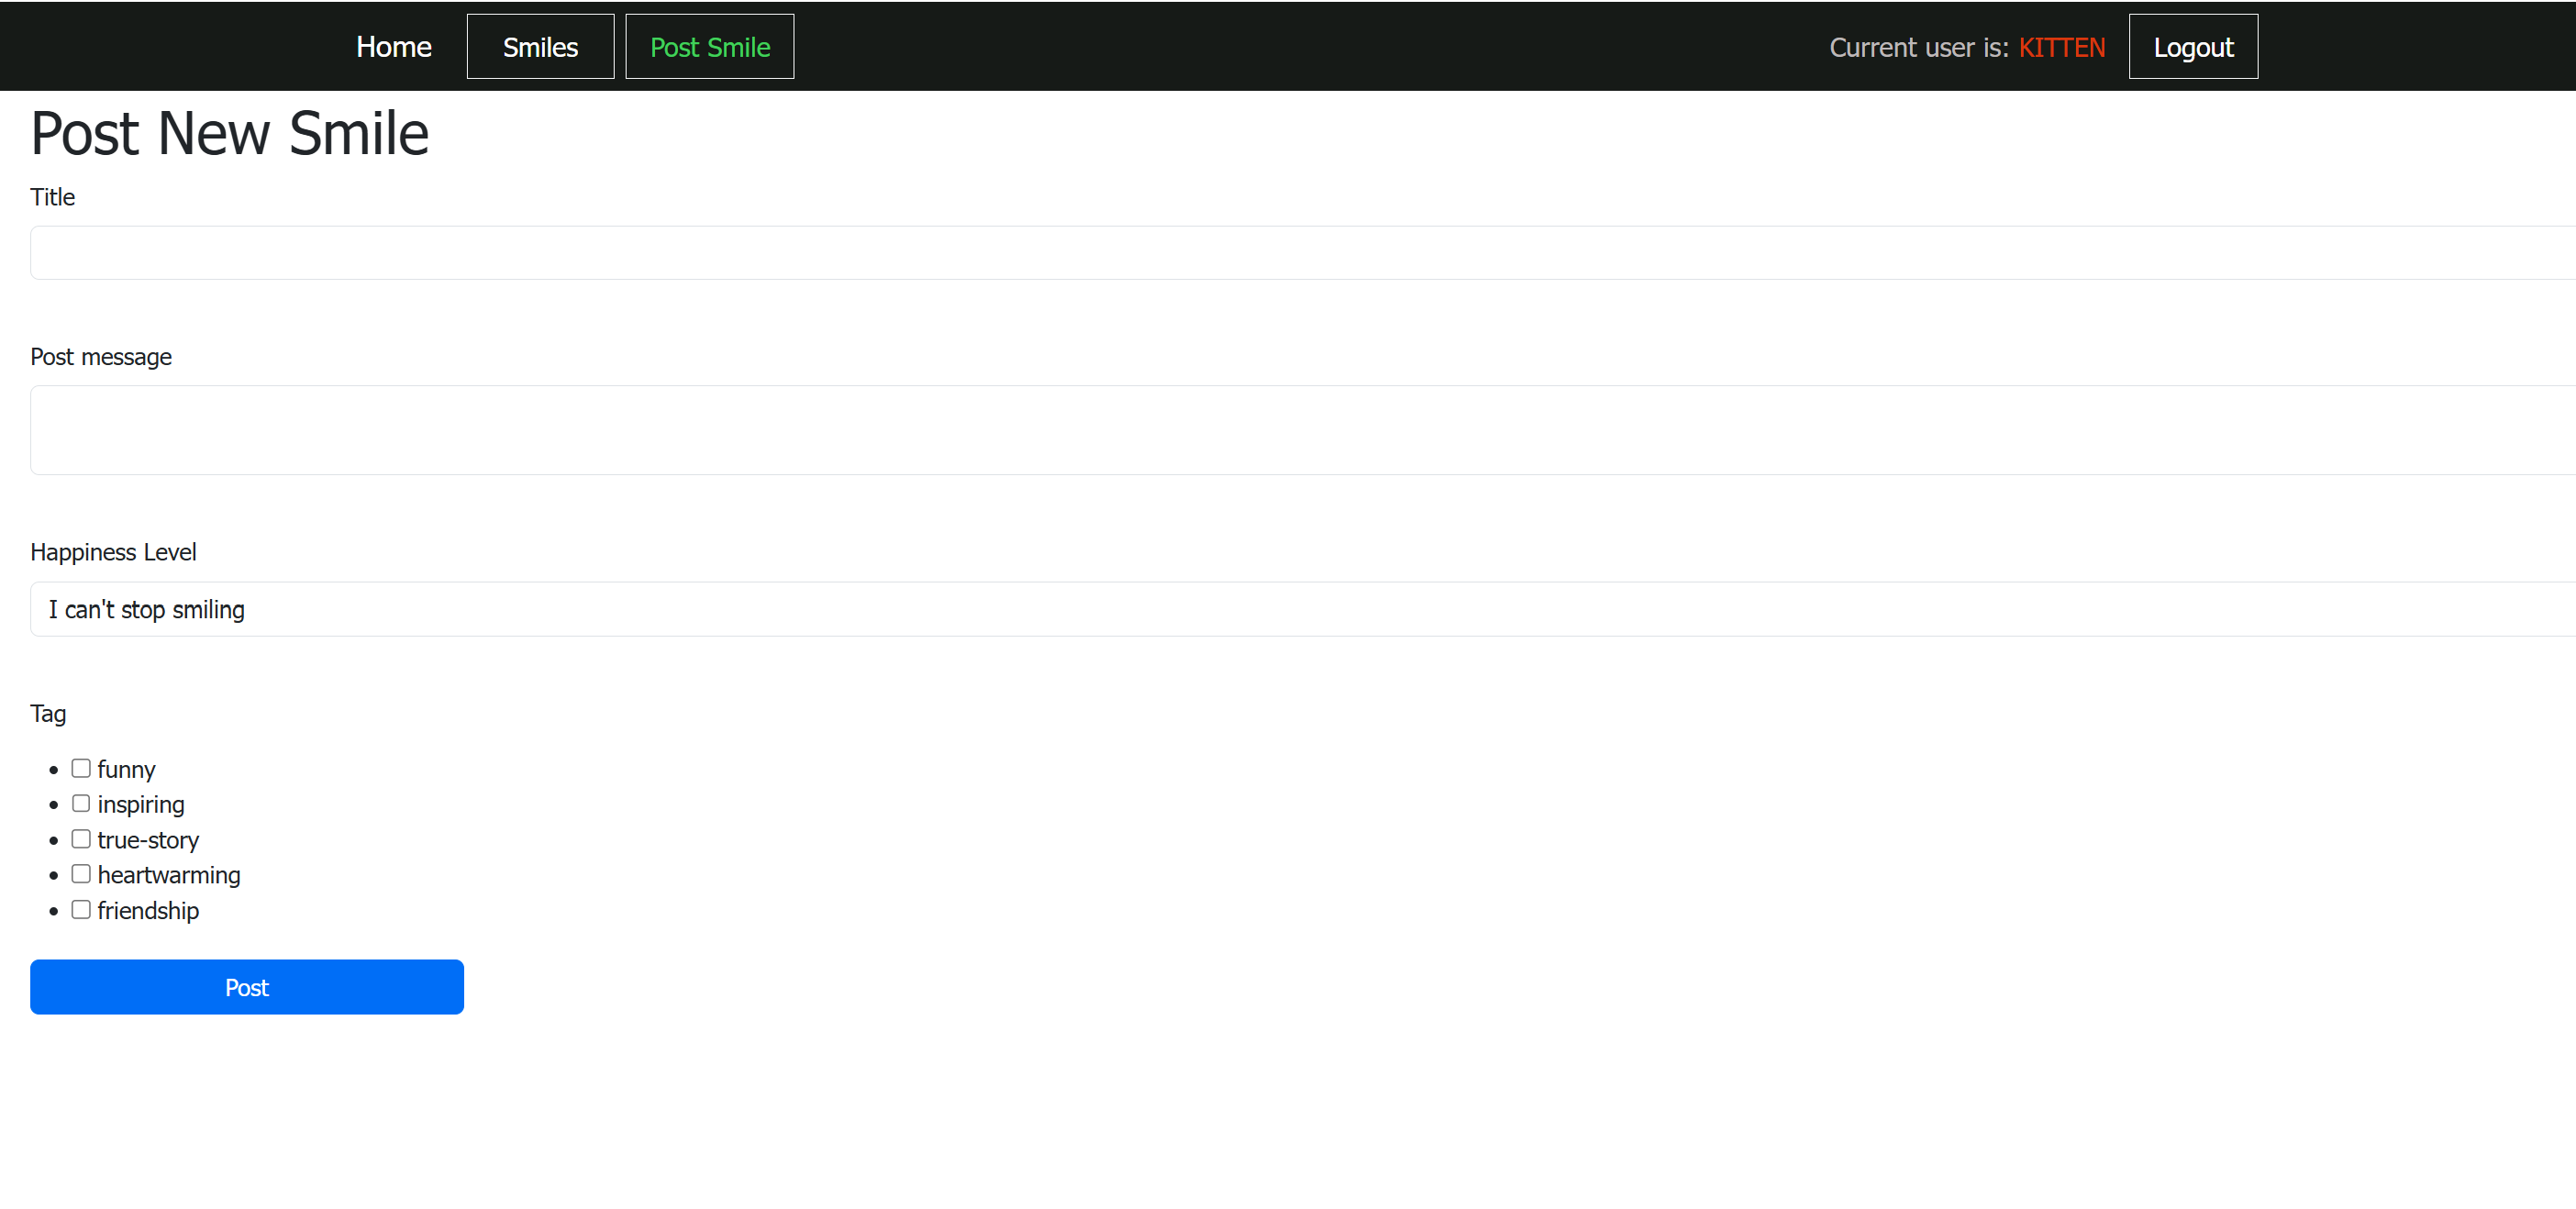 Home Smiles Post Smile Current user is: KITTEN Logout
Post New Smile
Title
Post message
Happiness Level
I can't stop smiling
Tag
funny
inspiring
true-story
heartwarming
friendship
Post